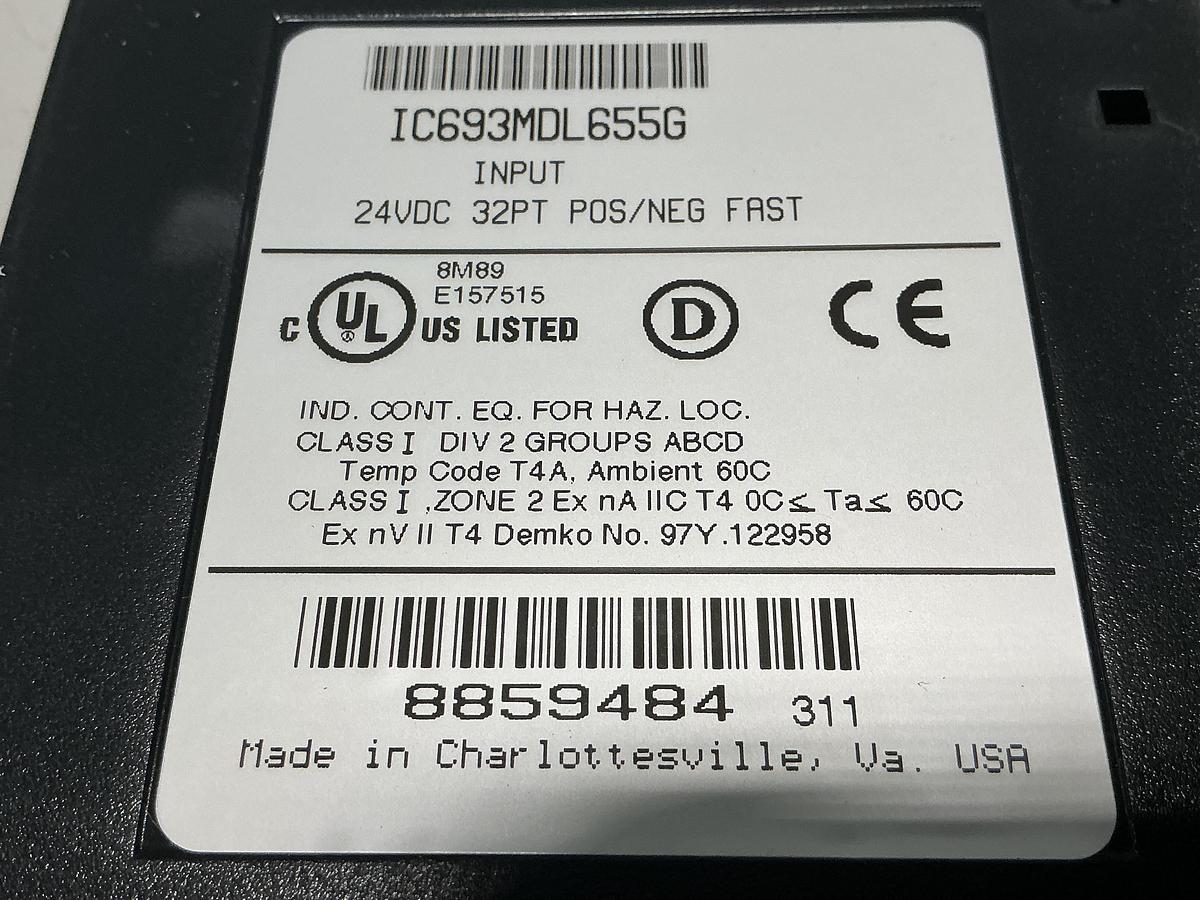 IC693MDL655G
INPUT
24VDC 32PT POS/NEG FAST
8M89
E157515
C UL US LISTED
D
CE
IND. CONT. EQ. FOR HAZ. LOC.
CLASS I DIV 2 GROUPS ABCD
Temp Code T4A, Ambient 60C
CLASS I ,ZONE 2 Ex nA IIC T4 0C≤ Ta≤ 60C
Ex nV II T4 Demko No. 97Y.122958
8859484 311
Made in Charlottesville, Va. USA